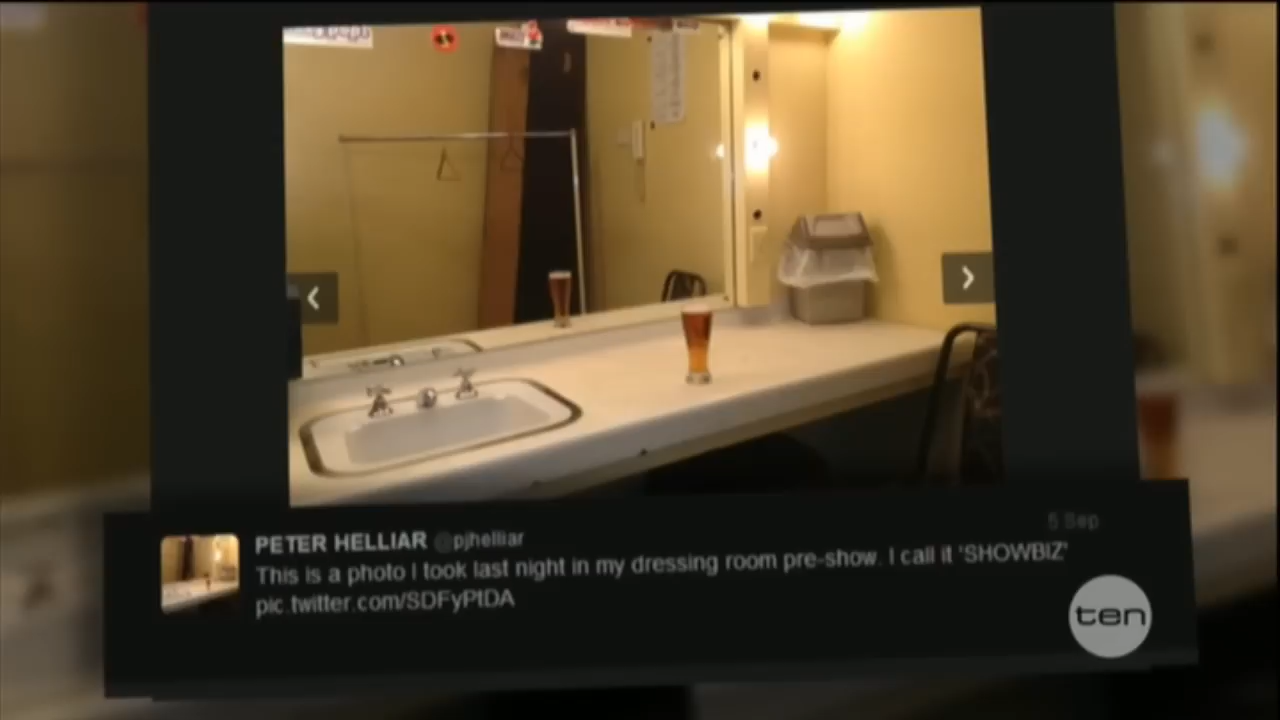 5 Sep
PETER HELLIAR @pjhelliar
This is a photo I took last night in my dressing room pre-show. I call it 'SHOWBIZ'
pic.twitter.com/SDFyPtDA
ten